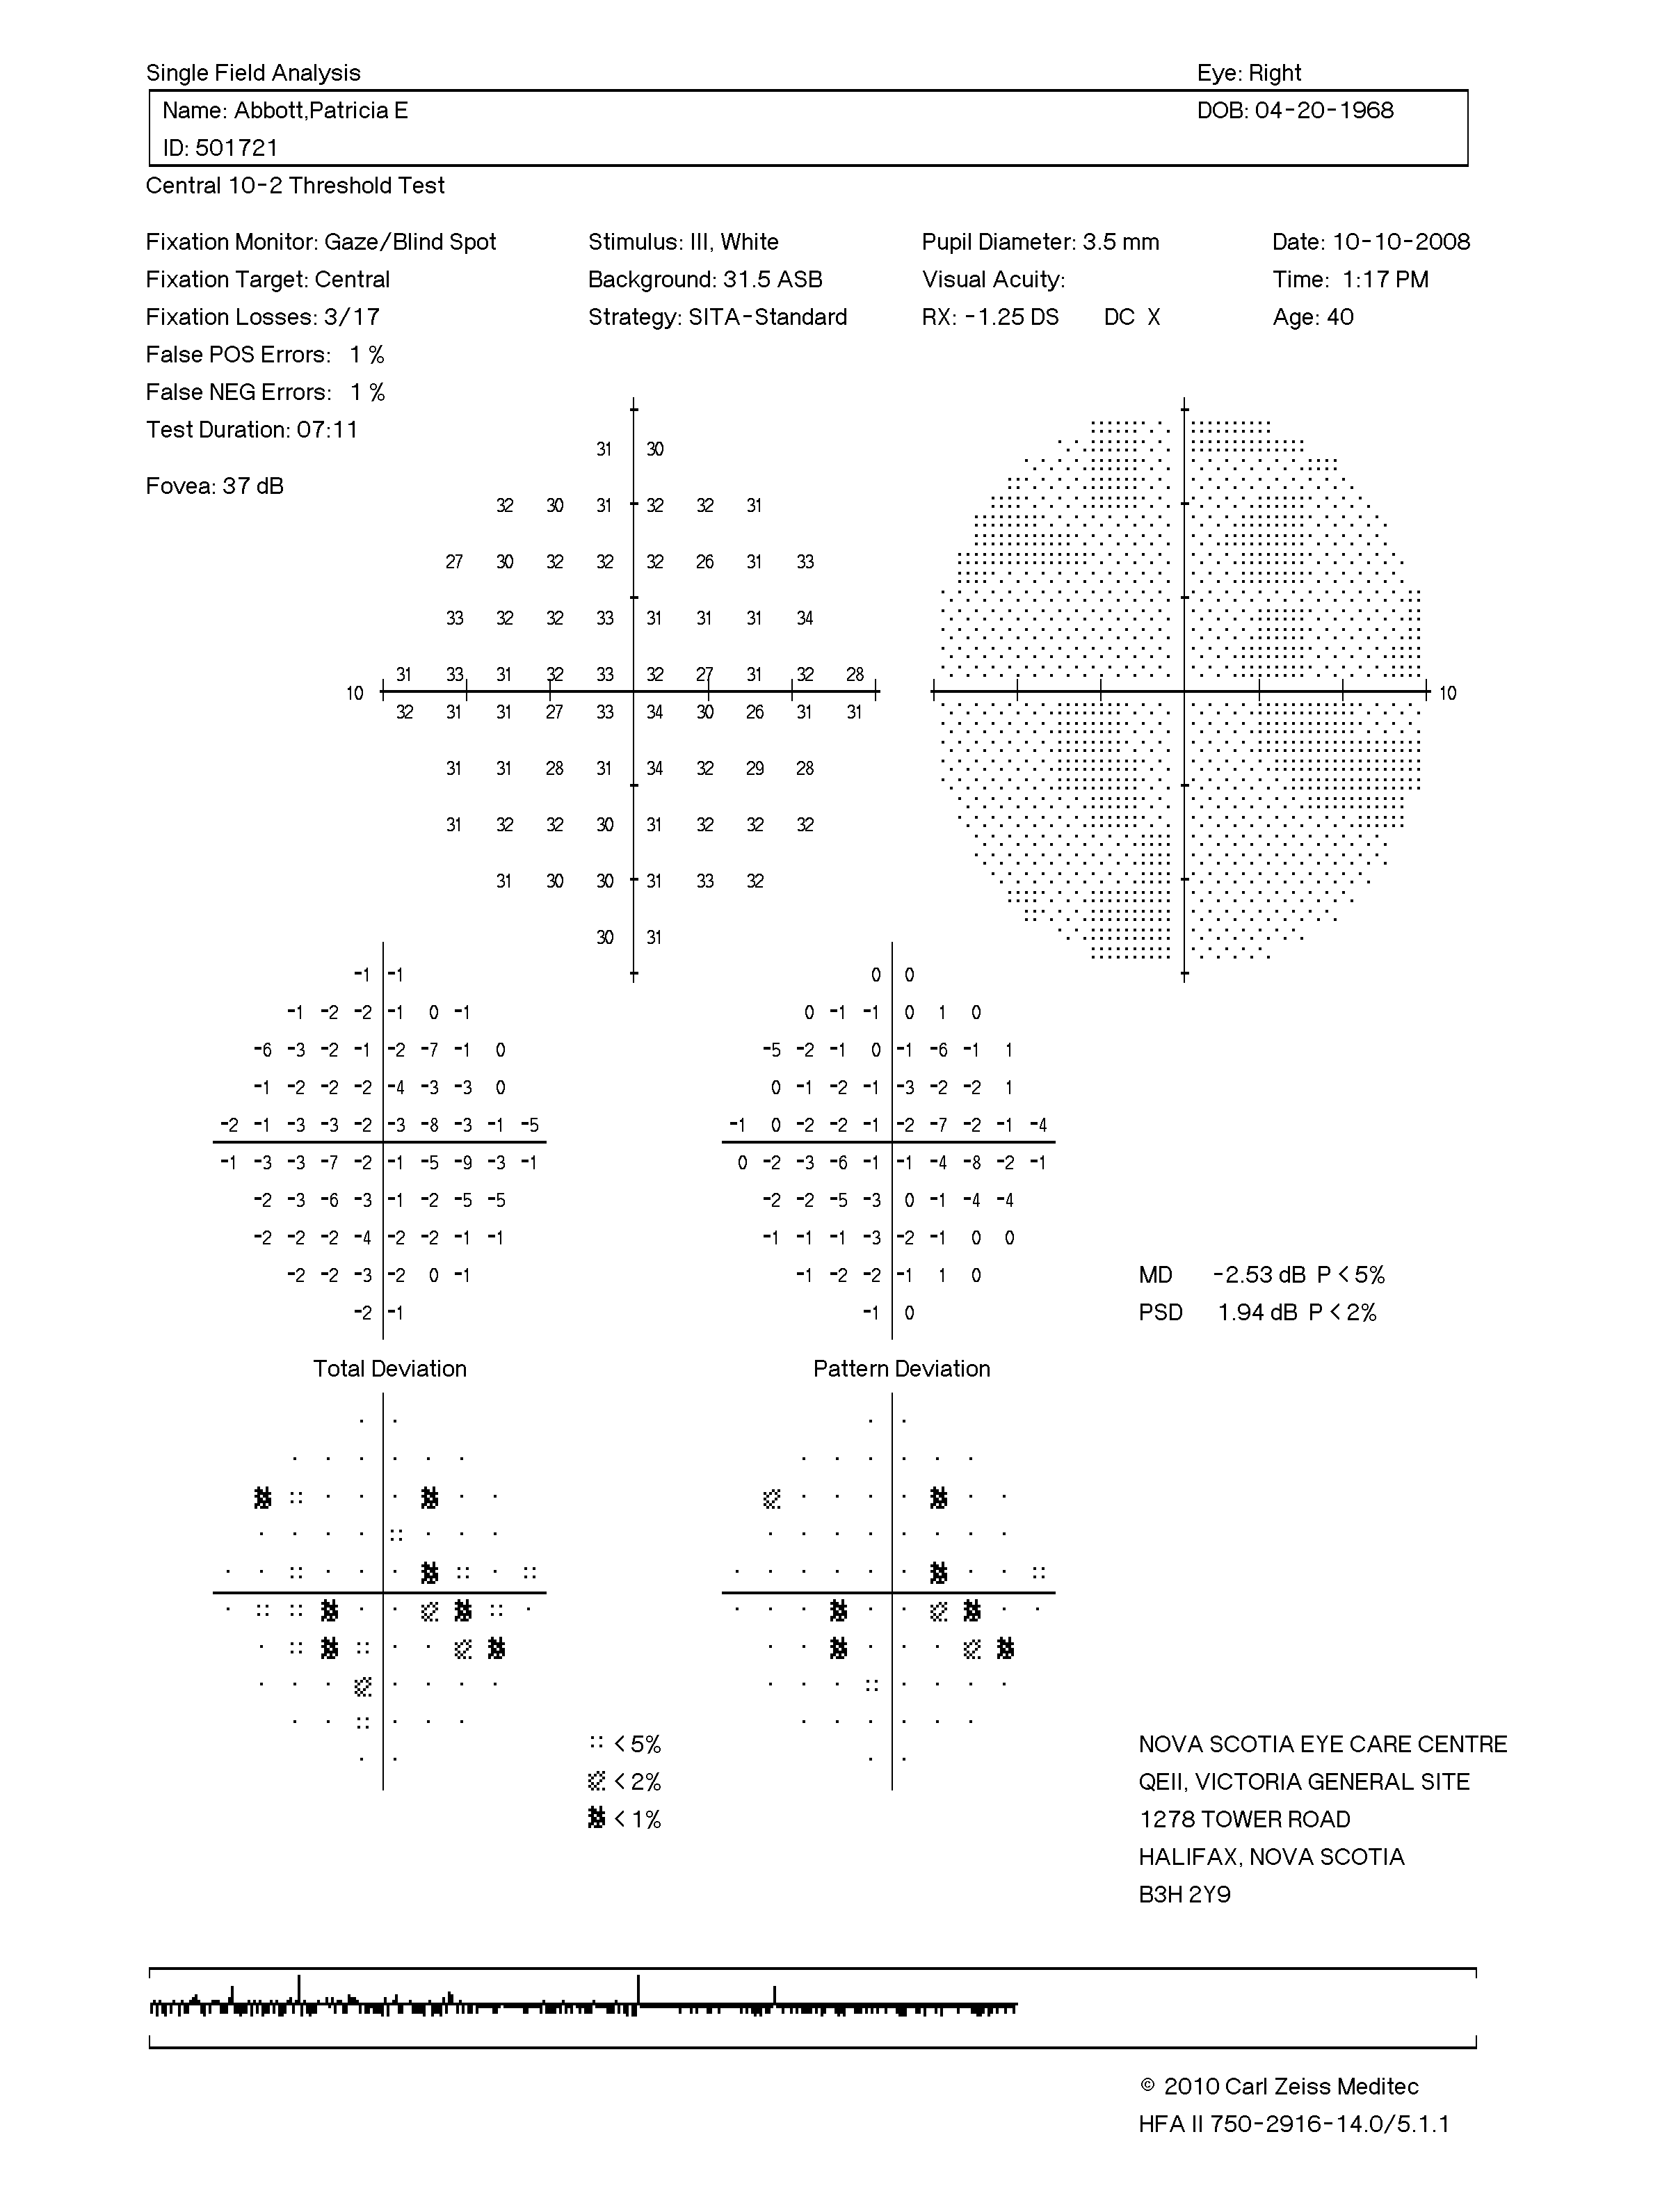 Single Field Analysis Eye: Right
Name: Abbott,Patricia E DOB: 04-20-1968
ID: 501721
Central 10-2 Threshold Test
Fixation Monitor: Gaze/Blind Spot Stimulus: III, White Pupil Diameter: 3.5 mm Date: 10-10-2008
Fixation Target: Central Background: 31.5 ASB Visual Acuity: Time: 1:17 PM
Fixation Losses: 3/17 Strategy: SITA-Standard RX: -1.25 DS DC X Age: 40
False POS Errors: 1 %
False NEG Errors: 1 %
Test Duration: 07:11
31 30
Fovea: 37 dB
32 30 31 32 32 31
27 30 32 32 32 26 31 33
33 32 32 33 31 31 31 34
31 33 31 32 33 32 27 31 32 28
10 10
32 31 31 27 33 34 30 26 31 31
31 31 28 31 34 32 29 28
31 32 32 30 31 32 32 32
31 30 30 31 33 32
30 31
-1 -1 0 0
-1 -2 -2 -1 0 -1 0 -1 -1 0 1 0
-6 -3 -2 -1 -2 -7 -1 0 -5 -2 -1 0 -1 -6 -1 1
-1 -2 -2 -2 -4 -3 -3 0 0 -1 -2 -1 -3 -2 -2 1
-2 -1 -3 -3 -2 -3 -8 -3 -1 -5 -1 0 -2 -2 -1 -2 -7 -2 -1 -4
-1 -3 -3 -7 -2 -1 -5 -9 -3 -1 0 -2 -3 -6 -1 -1 -4 -8 -2 -1
-2 -3 -6 -3 -1 -2 -5 -5 -2 -2 -5 -3 0 -1 -4 -4
-2 -2 -2 -4 -2 -2 -1 -1 -1 -1 -1 -3 -2 -1 0 0
-2 -2 -3 -2 0 -1 -1 -2 -2 -1 1 0 MD -2.53 dB P < 5%
-2 -1 -1 0 PSD 1.94 dB P < 2%
Total Deviation Pattern Deviation
< 5% NOVA SCOTIA EYE CARE CENTRE
< 2% QEII, VICTORIA GENERAL SITE
< 1% 1278 TOWER ROAD
HALIFAX, NOVA SCOTIA
B3H 2Y9
© 2010 Carl Zeiss Meditec
HFA II 750-2916-14.0/5.1.1